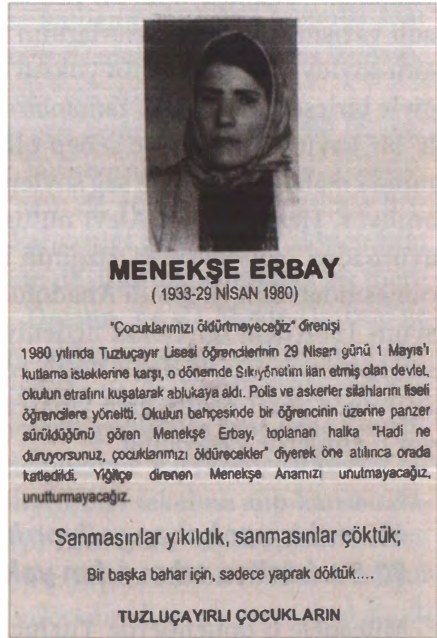 MENEKŞE ERBAY
( 1933-29 NİSAN 1980)
"Çocuklarımızı öldürtmeyeceğiz" direnişi
1980 yılında Tuzluçayır Lisesi öğrencilerinin 29 Nisan günü 1 Mayıs'ı
kutlama isteklerine karşı, o dönemde Sıkıyönetim ilan etmiş olan devlet,
okulun etrafını kuşatarak ablukaya aldı. Polis ve askerler silahlarını liseli
öğrencilere yöneltti. Okulun bahçesinde bir öğrencinin üzerine panzer
sürüldüğünü gören Menekşe Erbay, toplanan halka "Hadi ne
duruyorsunuz, çocuklarımızı öldürecekler" diyerek öne atılınca orada
katledildi. Yiğitçe direnen Menekşe Anamızı unutmayacağız,
unutturmayacağız.
Sanmasınlar yıkıldık, sanmasınlar çöktük;
Bir başka bahar için, sadece yaprak döktük....
TUZLUÇAYIRLI ÇOCUKLARIN